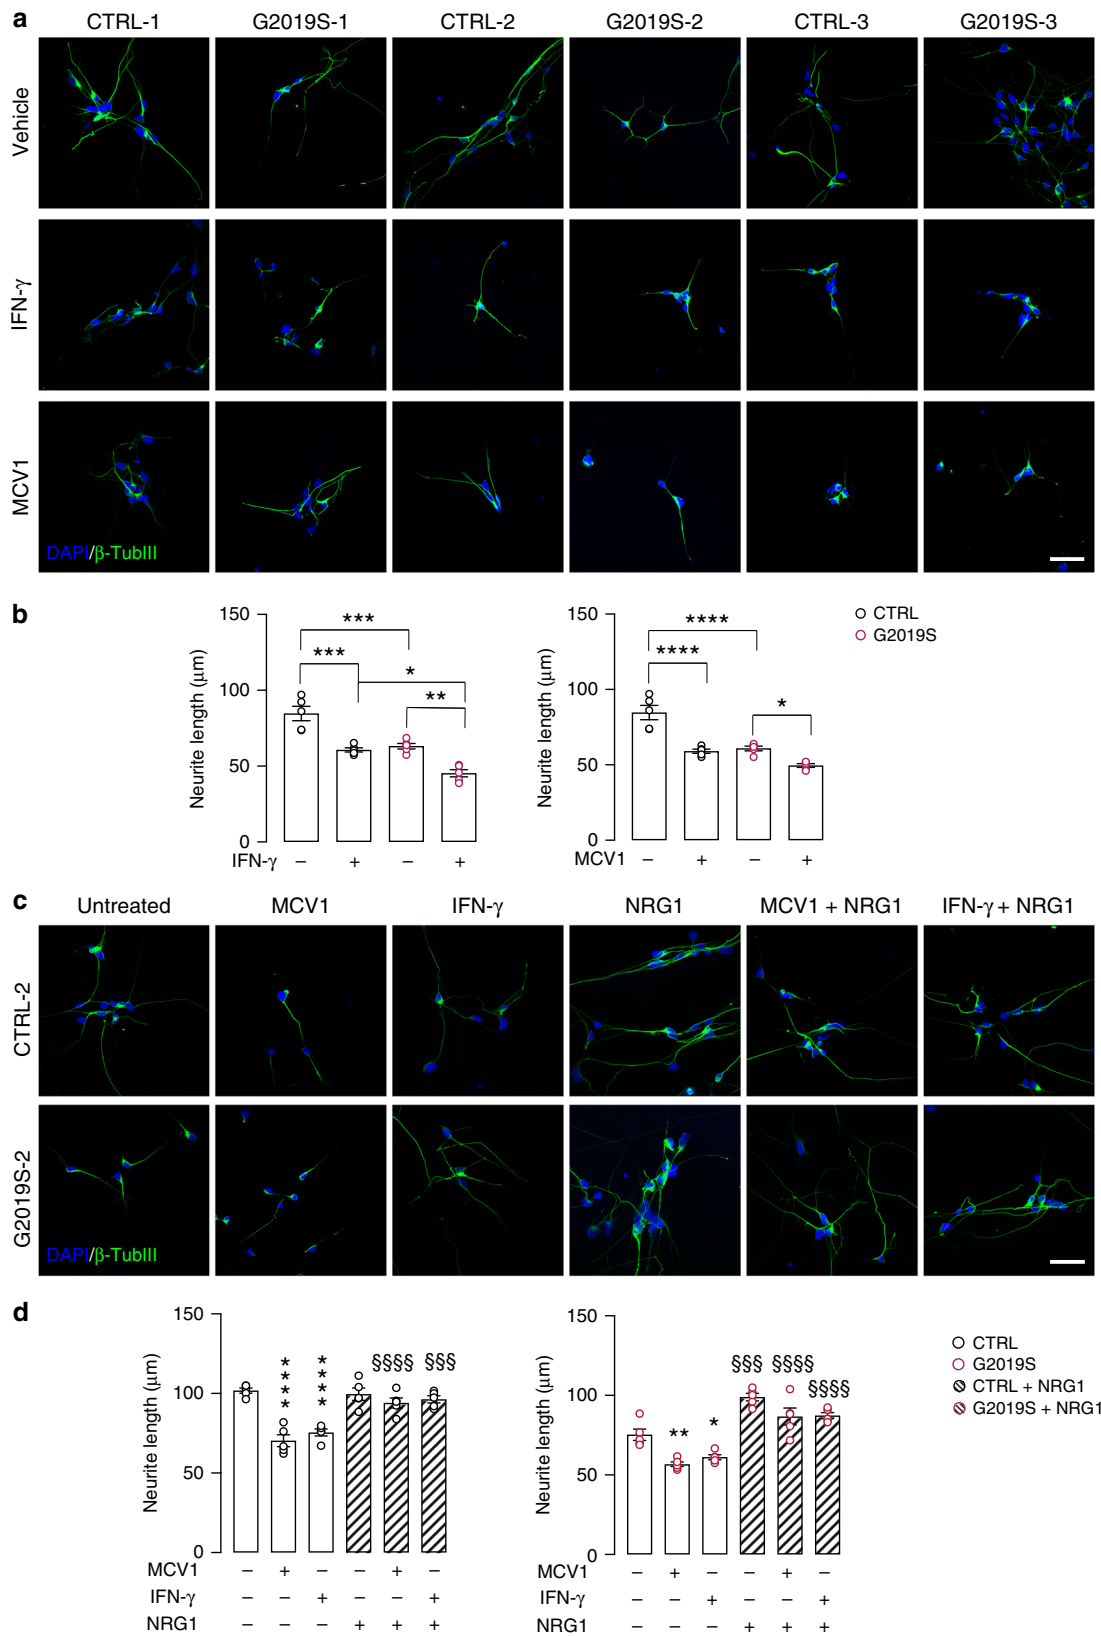 a
CTRL-1 G2019S-1 CTRL-2 G2019S-2 CTRL-3 G2019S-3
Vehicle
IFN-γ
MCV1
DAPI/β-TubIII
b
150
100
50
0
Neurite length (μm)
***
***
*
**
IFN-γ − + − +
150
100
50
0
Neurite length (μm)
****
****
*
MCV1 − + − +
CTRL
G2019S
c
Untreated MCV1 IFN-γ NRG1 MCV1 + NRG1 IFN-γ + NRG1
CTRL-2
G2019S-2
DAPI/β-TubIII
d
150
100
50
0
Neurite length (μm)
**** **** §§§§ §§§
MCV1 − + − − + −
IFN-γ − − + − − +
NRG1 − − − + + +
150
100
50
0
Neurite length (μm)
** * §§§ §§§§ §§§§
MCV1 − + − − + −
IFN-γ − − + − − +
NRG1 − − − + + +
CTRL
G2019S
CTRL + NRG1
G2019S + NRG1